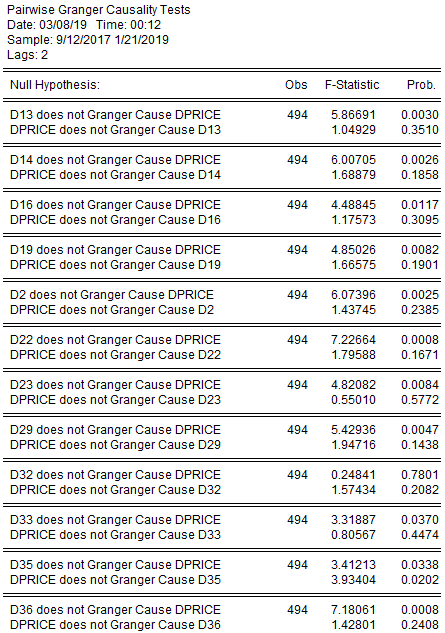 Pairwise Granger Causality Tests
Date: 03/08/19 Time: 00:12
Sample: 9/12/2017 1/21/2019
Lags: 2
Null Hypothesis: Obs F-Statistic Prob.
D13 does not Granger Cause DPRICE 494 5.86691 0.0030
DPRICE does not Granger Cause D13 1.04929 0.3510
D14 does not Granger Cause DPRICE 494 6.00705 0.0026
DPRICE does not Granger Cause D14 1.68879 0.1858
D16 does not Granger Cause DPRICE 494 4.48845 0.0117
DPRICE does not Granger Cause D16 1.17573 0.3095
D19 does not Granger Cause DPRICE 494 4.85026 0.0082
DPRICE does not Granger Cause D19 1.66575 0.1901
D2 does not Granger Cause DPRICE 494 6.07396 0.0025
DPRICE does not Granger Cause D2 1.43745 0.2385
D22 does not Granger Cause DPRICE 494 7.22664 0.0008
DPRICE does not Granger Cause D22 1.79588 0.1671
D23 does not Granger Cause DPRICE 494 4.82082 0.0084
DPRICE does not Granger Cause D23 0.55010 0.5772
D29 does not Granger Cause DPRICE 494 5.42936 0.0047
DPRICE does not Granger Cause D29 1.94716 0.1438
D32 does not Granger Cause DPRICE 494 0.24841 0.7801
DPRICE does not Granger Cause D32 1.57434 0.2082
D33 does not Granger Cause DPRICE 494 3.31887 0.0370
DPRICE does not Granger Cause D33 0.80567 0.4474
D35 does not Granger Cause DPRICE 494 3.41213 0.0338
DPRICE does not Granger Cause D35 3.93404 0.0202
D36 does not Granger Cause DPRICE 494 7.18061 0.0008
DPRICE does not Granger Cause D36 1.42801 0.2408